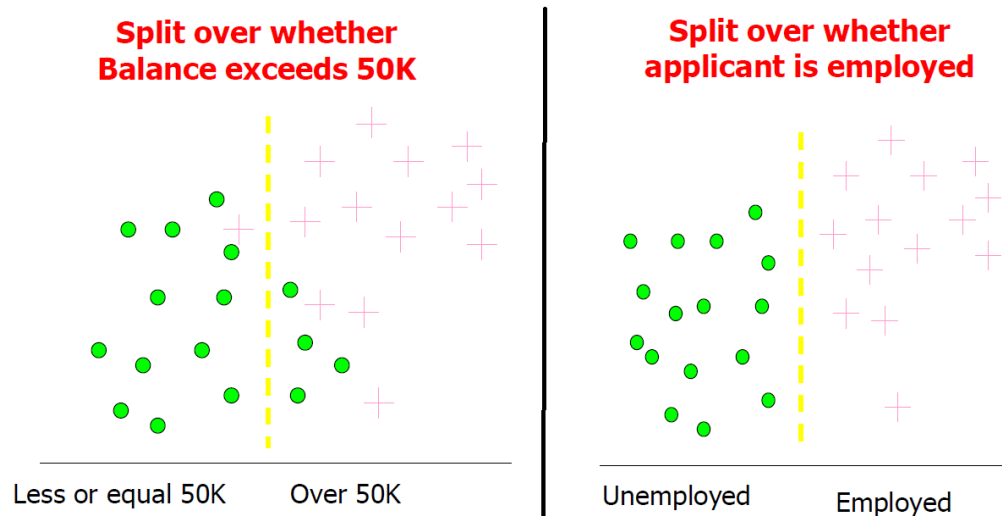 Split over whether
Balance exceeds 50K
Less or equal 50K
Over 50K
Split over whether
applicant is employed
Unemployed
Employed